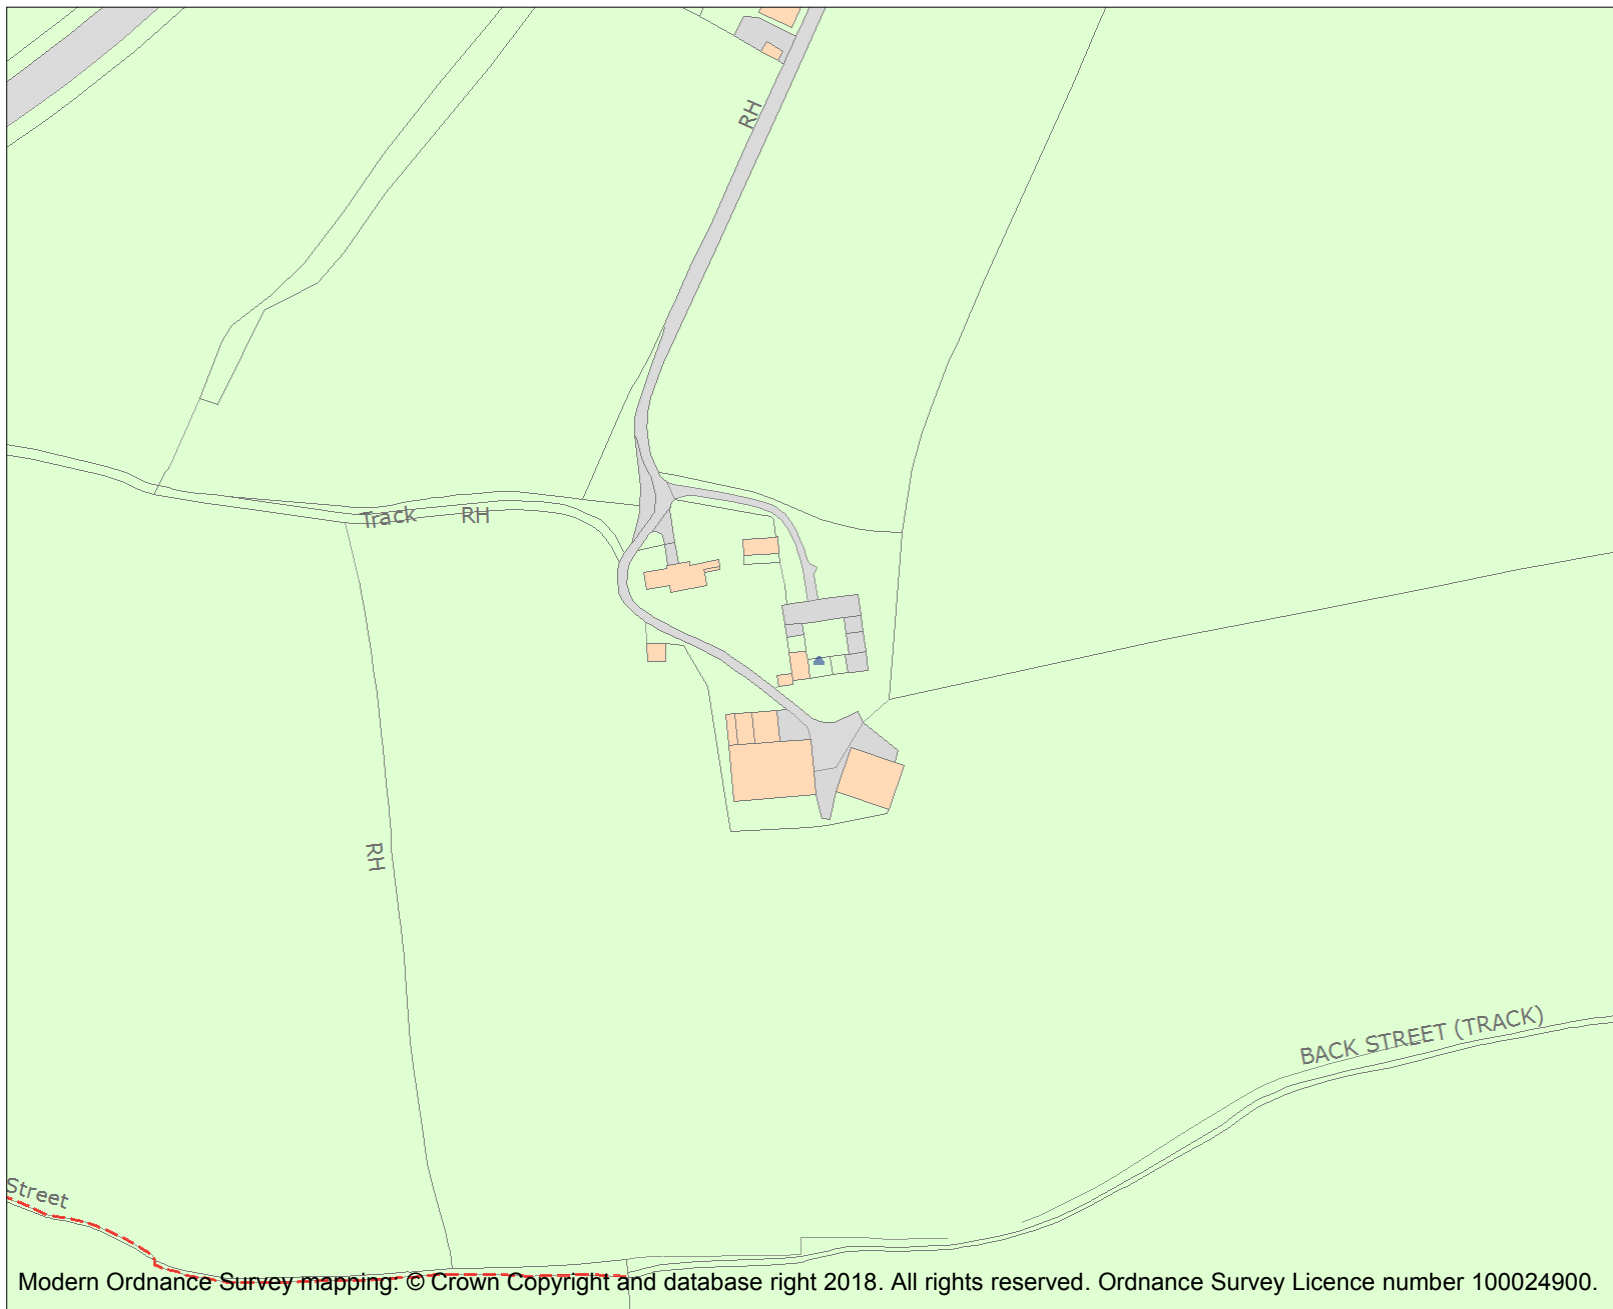 RH
Track
RH
RH
BACK STREET (TRACK)
Street
Modern Ordnance Survey mapping: © Crown Copyright and database right 2018. All rights reserved. Ordnance Survey Licence number 100024900.